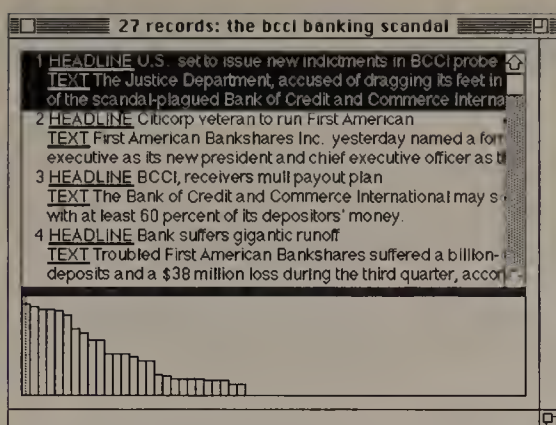 27 records: the bcci banking scandal
1 HEADLINE U.S. set to issue new indictments in BCCI probe
TEXT The Justice Department, accused of dragging its feet in
of the scandal-plagued Bank of Credit and Commerce Interna
2 HEADLINE Citicorp veteran to run First American
TEXT First American Bankshares Inc. yesterday named a for
executive as its new president and chief executive officer as
3 HEADLINE BCCI, receivers mull payout plan
TEXT The Bank of Credit and Commerce International may s
with at least 60 percent of its depositors' money.
4 HEADLINE Bank suffers gigantic runoff
TEXT Troubled First American Bankshares suffered a billion-
deposits and a $38 million loss during the third quarter, accor